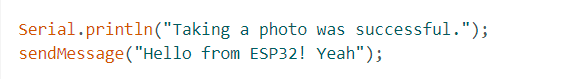 Serial.println("Taking a photo was successful.");
sendMessage("Hello from ESP32! Yeah");